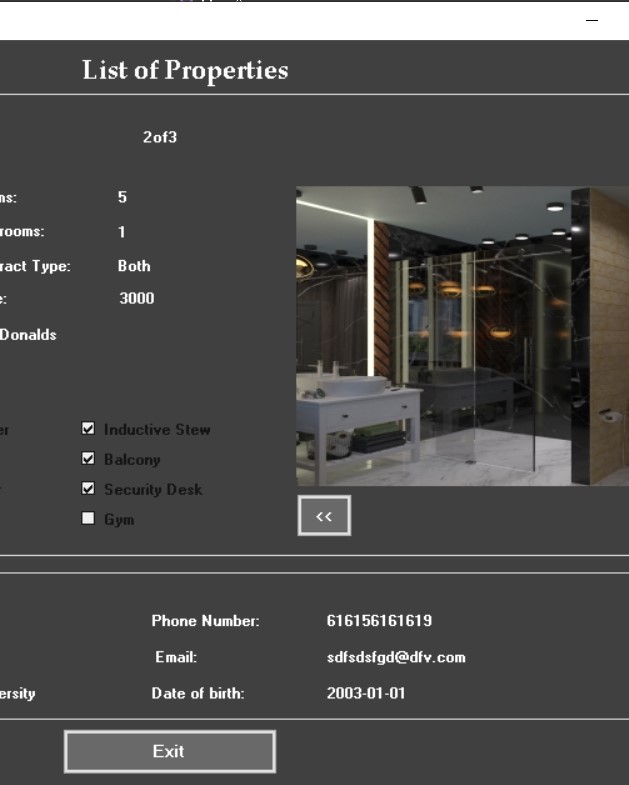 List of Properties
2of3
ms: 5
rooms: 1
ract Type: Both
e: 3000
Donalds
er Inductive Stew
Balcony
r Security Desk
Gym
<<
Phone Number: 616156161619
Email: sdfsdsfgd@dfv.com
ersity Date of birth: 2003-01-01
Exit